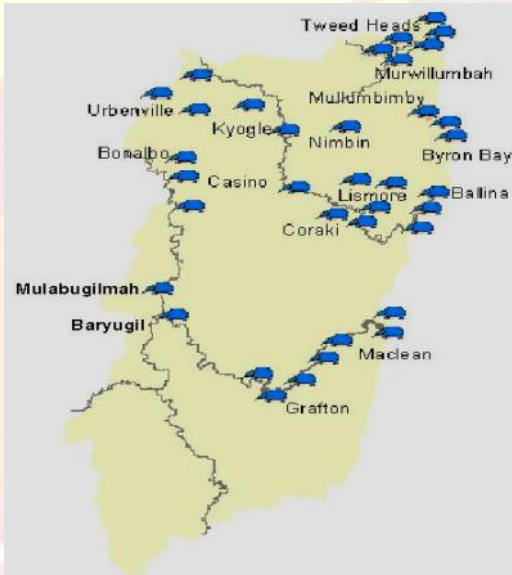 Tweed Heads
Murwillumbah
Mullumbimby
Urbenville
Kyogle
Nimbin
Byron Bay
Bonalbo
Casino
Lismore
Ballina
Coraki
Mulabugilmah
Baryugil
Maclean
Grafton